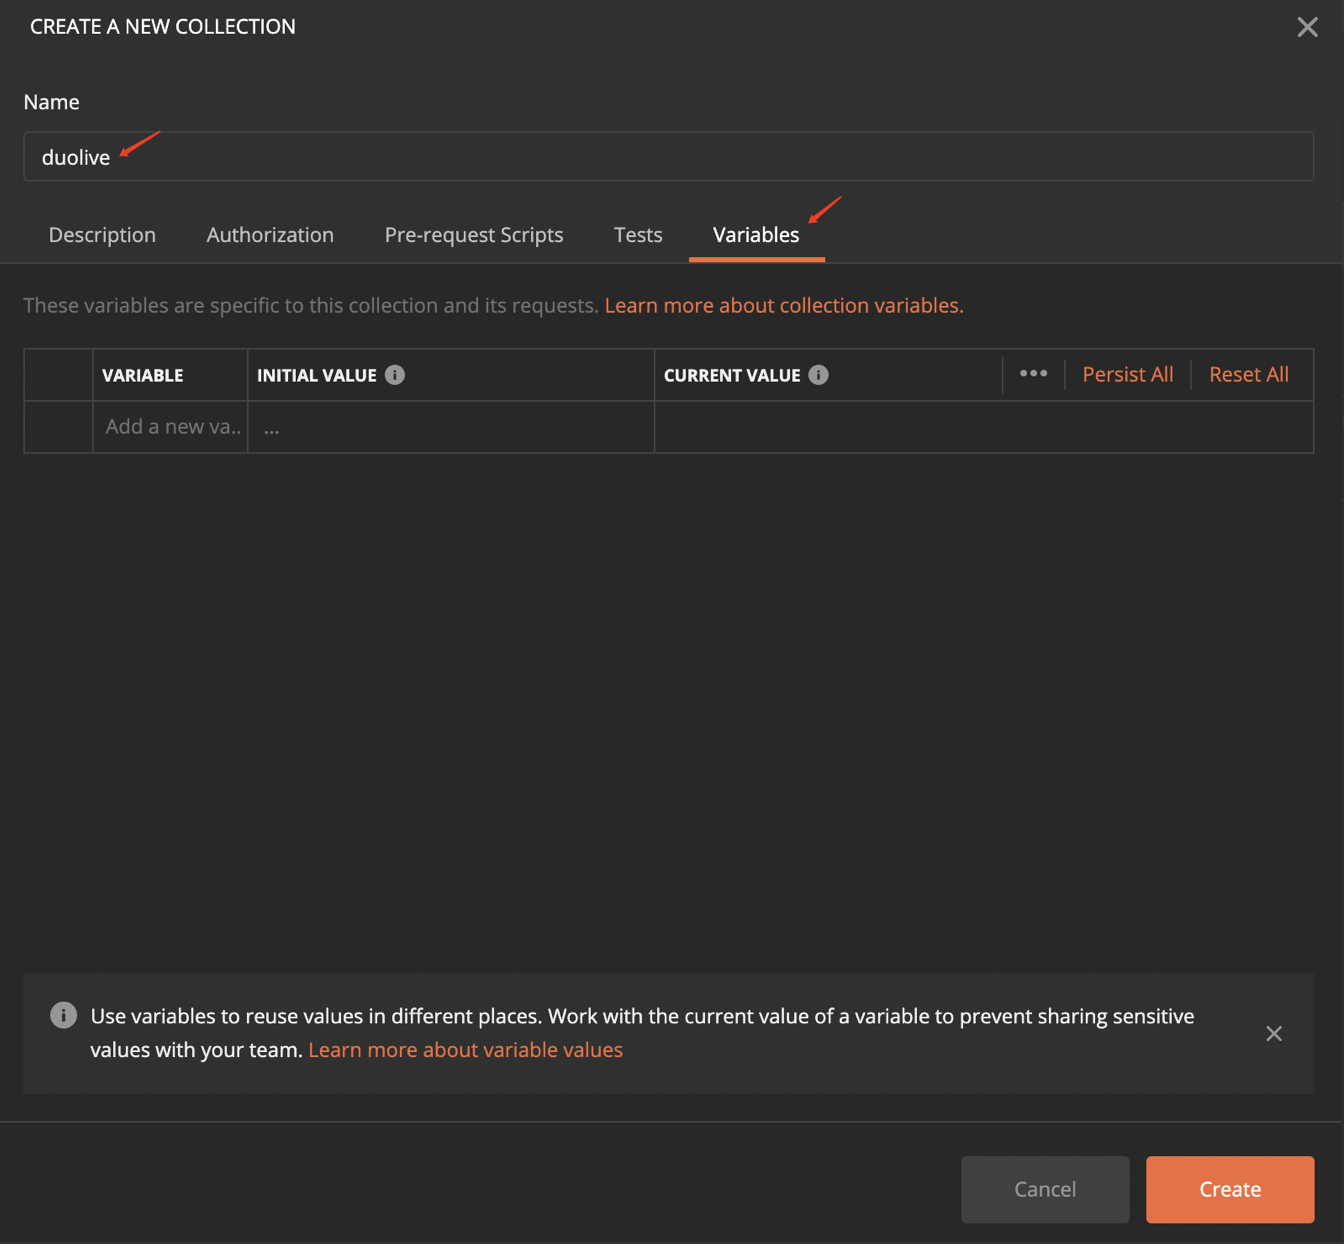 CREATE A NEW COLLECTION
Name
duolive
Description Authorization Pre-request Scripts Tests Variables
These variables are specific to this collection and its requests. Learn more about collection variables.
VARIABLE INITIAL VALUE CURRENT VALUE ••• Persist All Reset All
Add a new va.. ...
Use variables to reuse values in different places. Work with the current value of a variable to prevent sharing sensitive
values with your team. Learn more about variable values
Cancel Create